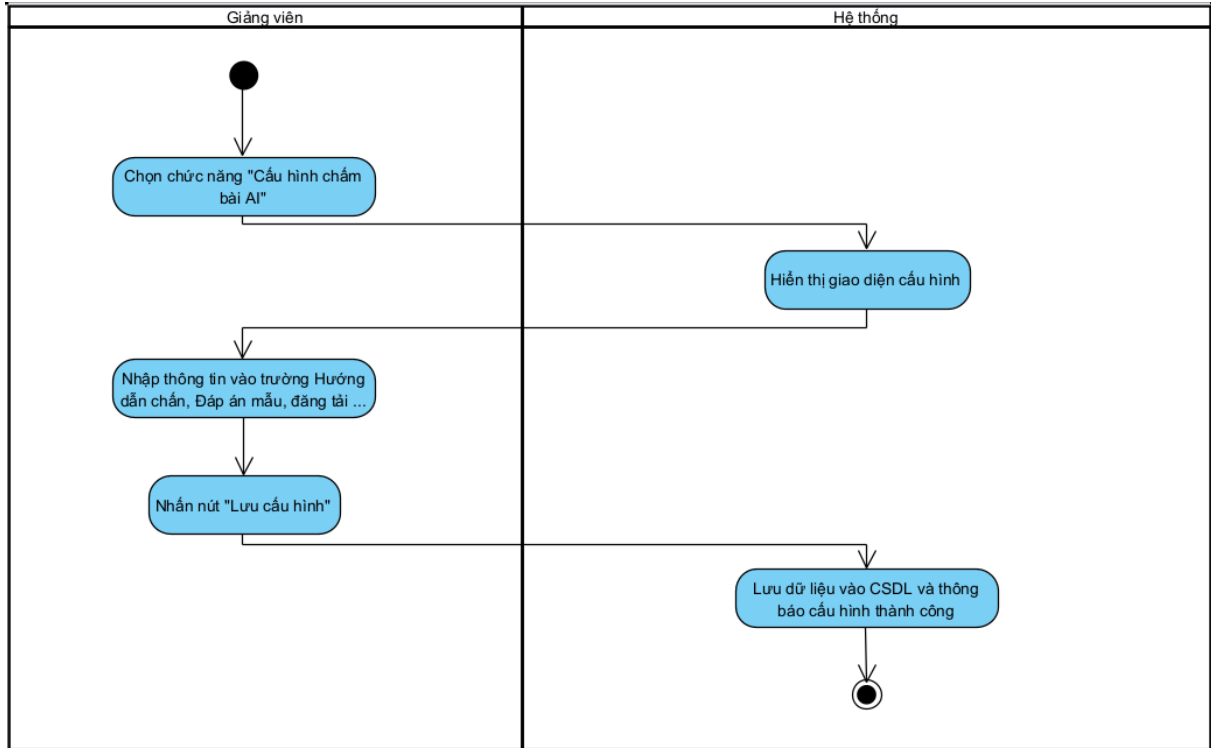 Giảng viên
Hệ thống
Chọn chức năng "Cấu hình chấm
bài AI"
Hiển thị giao diện cấu hình
Nhập thông tin vào trường Hướng
dẫn chấn, Đáp án mẫu, đăng tải ...
Nhấn nút "Lưu cấu hình"
Lưu dữ liệu vào CSDL và thông
báo cấu hình thành công